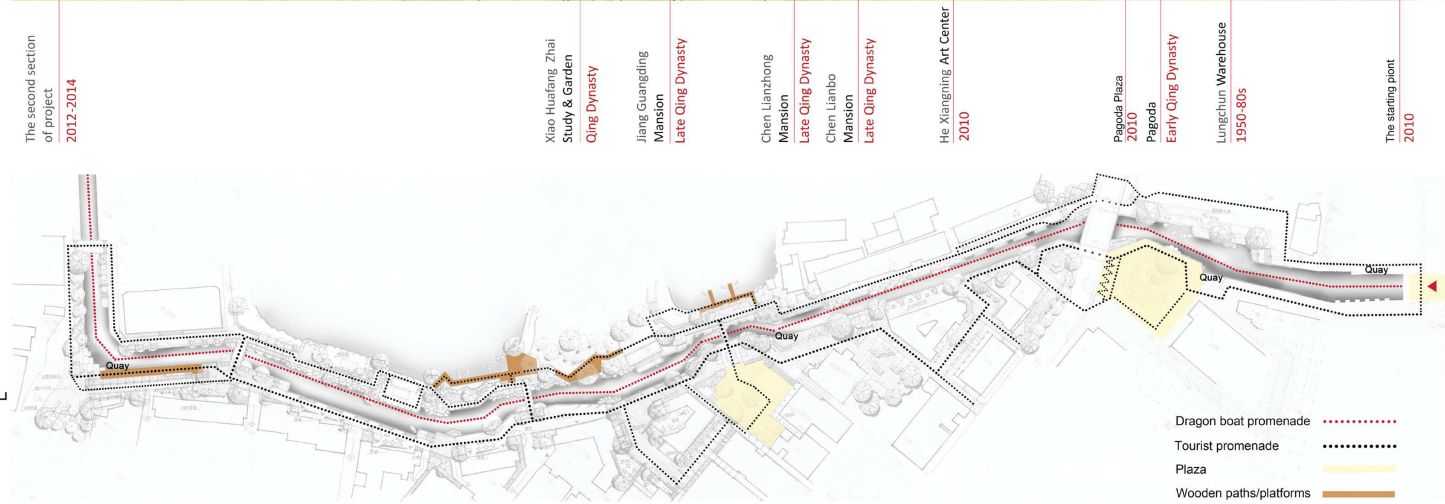 The second section
of project
2012-2014
Xiao Huafang Zhai
Study & Garden
Qing Dynasty
Jiang Guangding
Mansion
Late Qing Dynasty
Chen Lianzhong
Mansion
Late Qing Dynasty
Chen Lianbo
Mansion
Late Qing Dynasty
He Xiangning Art Center
2010
Pagoda Plaza
2010
Pagoda
Early Qing Dynasty
Lungchun Warehouse
1950-80s
The starting piont
2010
Quay
Quay
Quay
Quay
Dragon boat promenade
Tourist promenade
Plaza
Wooden paths/platforms